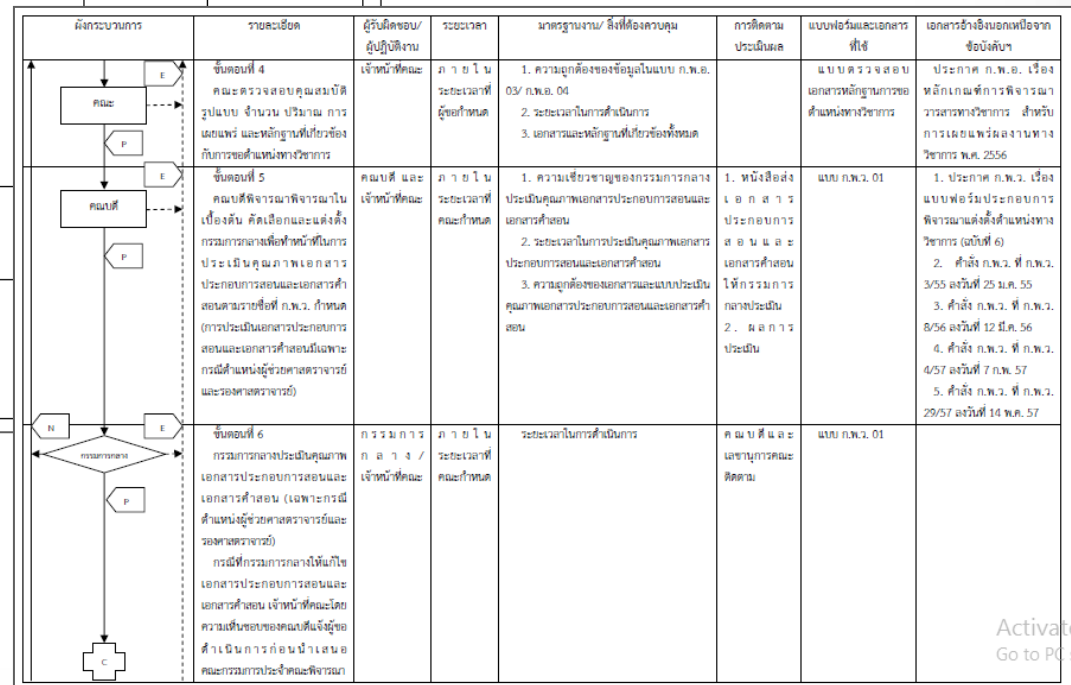 ผังกระบวนการ
รายละเอียด
ผู้รับผิดชอบ/
ผู้ปฏิบัติงาน
ระยะเวลา
มาตรฐานงาน/ สิ่งที่ต้องควบคุม
การติดตาม
ประเมินผล
แบบฟอร์มและเอกสาร
ที่ใช้
เอกสารอ้างอิงนอกเหนือจาก
ข้อบังคับฯ
E
คณะ
P
ขั้นตอนที่ 4
คณะตรวจสอบคุณสมบัติ
รูปแบบ จำนวน ปริมาณ การ
เผยแพร่ และหลักฐานที่เกี่ยวข้อง
กับการขอตำแหน่งทางวิชาการ
เจ้าหน้าที่คณะ
ภายใน
ระยะเวลาที่
ผู้ขอกำหนด
1. ความถูกต้องของข้อมูลในแบบ ก.พ.อ.
03/ ก.พ.อ. 04
2. ระยะเวลาในการดำเนินการ
3. เอกสารและหลักฐานที่เกี่ยวข้องทั้งหมด
แบบตรวจสอบ
เอกสารหลักฐานการขอ
ตำแหน่งทางวิชาการ
ประกาศ ก.พ.อ. เรื่อง
หลักเกณฑ์การพิจารณา
วารสารทางวิชาการ สำหรับ
การเผยแพร่ผลงานทาง
วิชาการ พ.ศ. 2556
E
คณบดี
P
ขั้นตอนที่ 5
คณบดีพิจารณาพิจารณาใน
เบื้องต้น คัดเลือกและแต่งตั้ง
กรรมการกลางเพื่อทำหน้าที่ในการ
ประเมินคุณภาพเอกสาร
ประกอบการสอนและเอกสารคำ
สอนตามรายชื่อที่ ก.พ.ว. กำหนด
(การประเมินเอกสารประกอบการ
สอนและเอกสารคำสอนมีเฉพาะ
กรณีตำแหน่งผู้ช่วยศาสตราจารย์
และรองศาสตราจารย์)
คณบดี และ
เจ้าหน้าที่คณะ
ภายใน
ระยะเวลาที่
คณะกำหนด
1. ความเชี่ยวชาญของกรรมการกลาง
ประเมินคุณภาพเอกสารประกอบการสอนและ
เอกสารคำสอน
2. ระยะเวลาในการประเมินคุณภาพเอกสาร
ประกอบการสอนและเอกสารคำสอน
3. ความถูกต้องของเอกสารและแบบประเมิน
คุณภาพเอกสารประกอบการสอนและเอกสารคำ
สอน
1. หนังสือส่ง
เอกสาร
ประกอบการ
สอนและ
เอกสารคำสอน
ให้กรรมการ
กลางประเมิน
2. ผลการ
ประเมิน
แบบ ก.พ.ว. 01
1. ประกาศ ก.พ.ว. เรื่อง
แบบฟอร์มประกอบการ
พิจารณาแต่งตั้งตำแหน่งทาง
วิชาการ (ฉบับที่ 6)
2. คำสั่ง ก.พ.ว. ที่ ก.พ.ว.
3/55 ลงวันที่ 25 ม.ค. 55
3. คำสั่ง ก.พ.ว. ที่ ก.พ.ว.
8/56 ลงวันที่ 12 มี.ค. 56
4. คำสั่ง ก.พ.ว. ที่ ก.พ.ว.
4/57 ลงวันที่ 7 ก.พ. 57
5. คำสั่ง ก.พ.ว. ที่ ก.พ.ว.
29/57 ลงวันที่ 14 พ.ค. 57
N
E
กรรมการกลาง
P
C
ขั้นตอนที่ 6
กรรมการกลางประเมินคุณภาพ
เอกสารประกอบการสอนและ
เอกสารคำสอน (เฉพาะกรณี
ตำแหน่งผู้ช่วยศาสตราจารย์และ
รองศาสตราจารย์)
กรณีที่กรรมการกลางให้แก้ไข
เอกสารประกอบการสอนและ
เอกสารคำสอน เจ้าหน้าที่คณะโดย
ความเห็นชอบของคณบดีแจ้งผู้ขอ
ดำเนินการก่อนนำเสนอ
คณะกรรมการประจำคณะพิจารณา
กรรมการ
กลาง/
เจ้าหน้าที่คณะ
ภายใน
ระยะเวลาที่
คณะกำหนด
ระยะเวลาในการดำเนินการ
คณบดีและ
เลขานุการคณะ
ติดตาม
แบบ ก.พ.ว. 01
Activate
Go to PC s